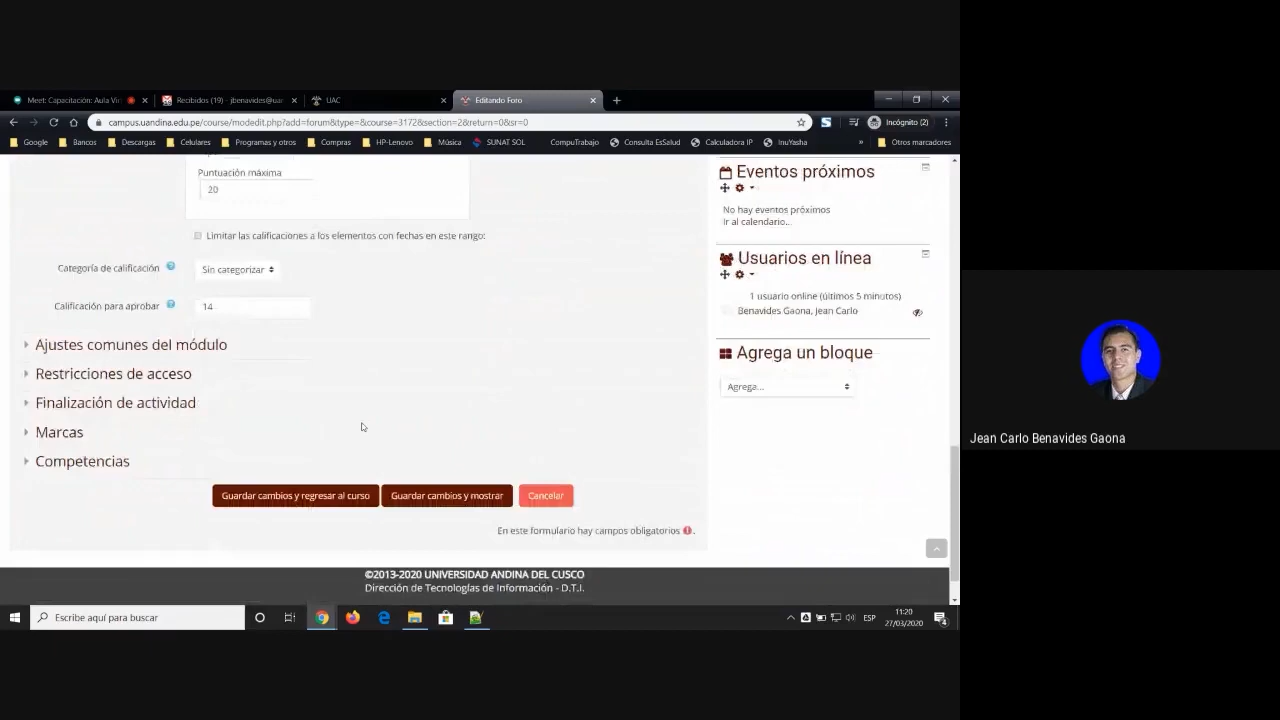 Meet: Capacitación: Aula Vir
Recibidos (19) - jbenavides@uan
UAC
Editando Foro
campus.uandina.edu.pe/course/modedit.php?add=forum&type=&course=3172&section=2&return=0&sr=0
Incógnito (2)
Google
Bancos
Descargas
Celulares
Programas y otros
Compras
HP-Lenovo
Música
SUNAT SOL
CompuTrabajo
Consulta EsSalud
Calculadora IP
InuYasha
»
Otros marcadores
Puntuación máxima
20
Limitar las calificaciones a los elementos con fechas en este rango:
Categoría de calificación
Sin categorizar
Calificación para aprobar
14
Ajustes comunes del módulo
Restricciones de acceso
Finalización de actividad
Marcas
Competencias
Guardar cambios y regresar al curso
Guardar cambios y mostrar
Cancelar
En este formulario hay campos obligatorios
Eventos próximos
No hay eventos próximos
Ir al calendario...
Usuarios en línea
1 usuario online (últimos 5 minutos)
Benavides Gaona, Jean Carlo
Agrega un bloque
Agrega...
©2013-2020 UNIVERSIDAD ANDINA DEL CUSCO
Dirección de Tecnologías de Información - D.T.I.
Escribe aquí para buscar
ESP
11:20
27/03/2020
4
Jean Carlo Benavides Gaona